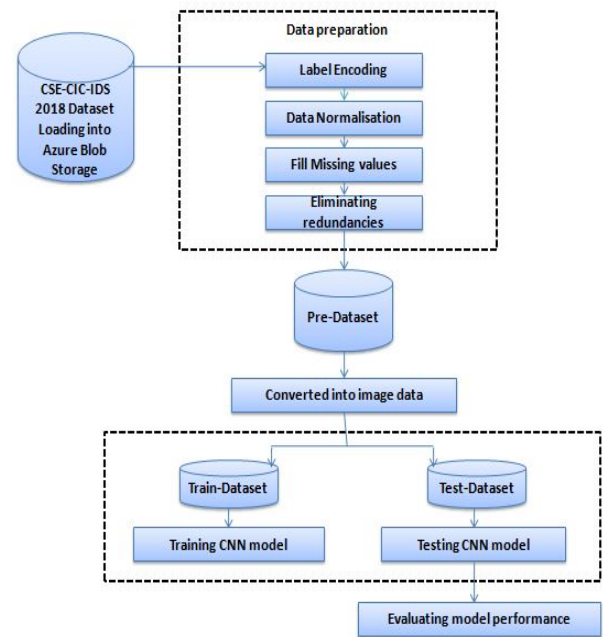 Data preparation
CSE-CIC-IDS
2018 Dataset
Loading into
Azure Blob
Storage
Label Encoding
Data Normalisation
Fill Missing values
Eliminating
redundancies
Pre-Dataset
Converted into image data
Train-Dataset
Test-Dataset
Training CNN model
Testing CNN model
Evaluating model performance